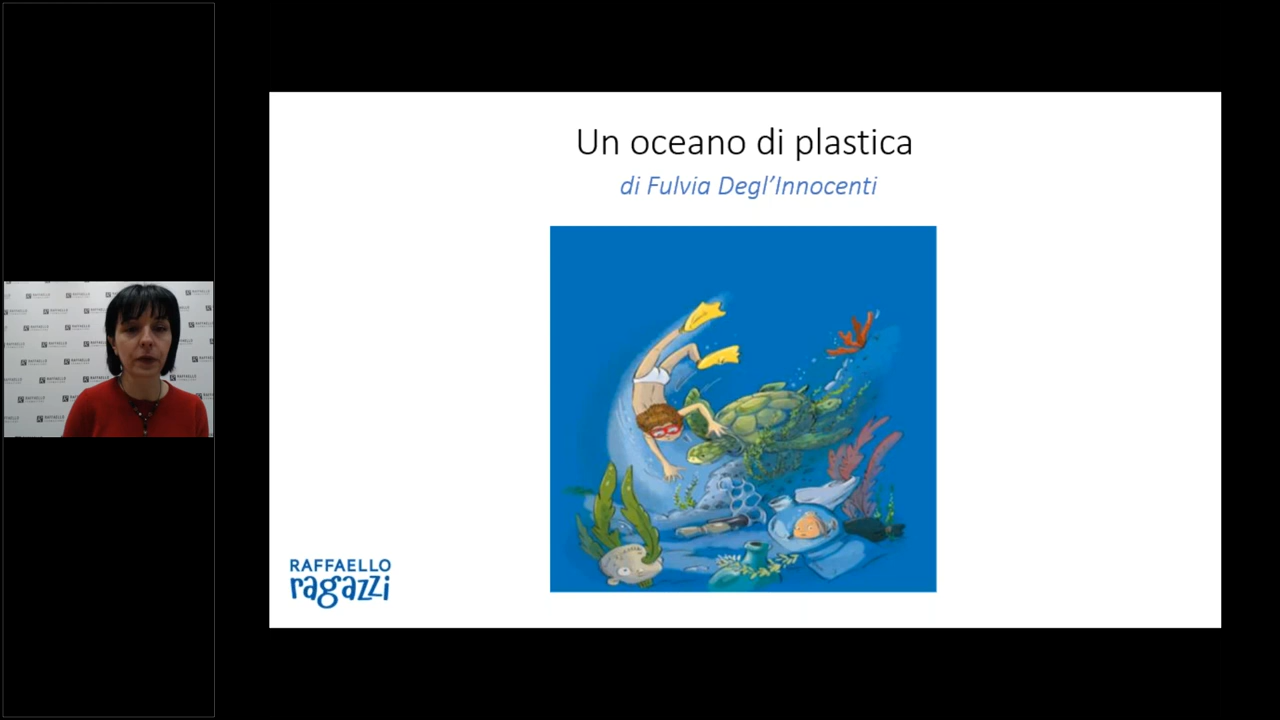 Un oceano di plastica
di Fulvia Degl'Innocenti
RAFFAELLO
ragazzi